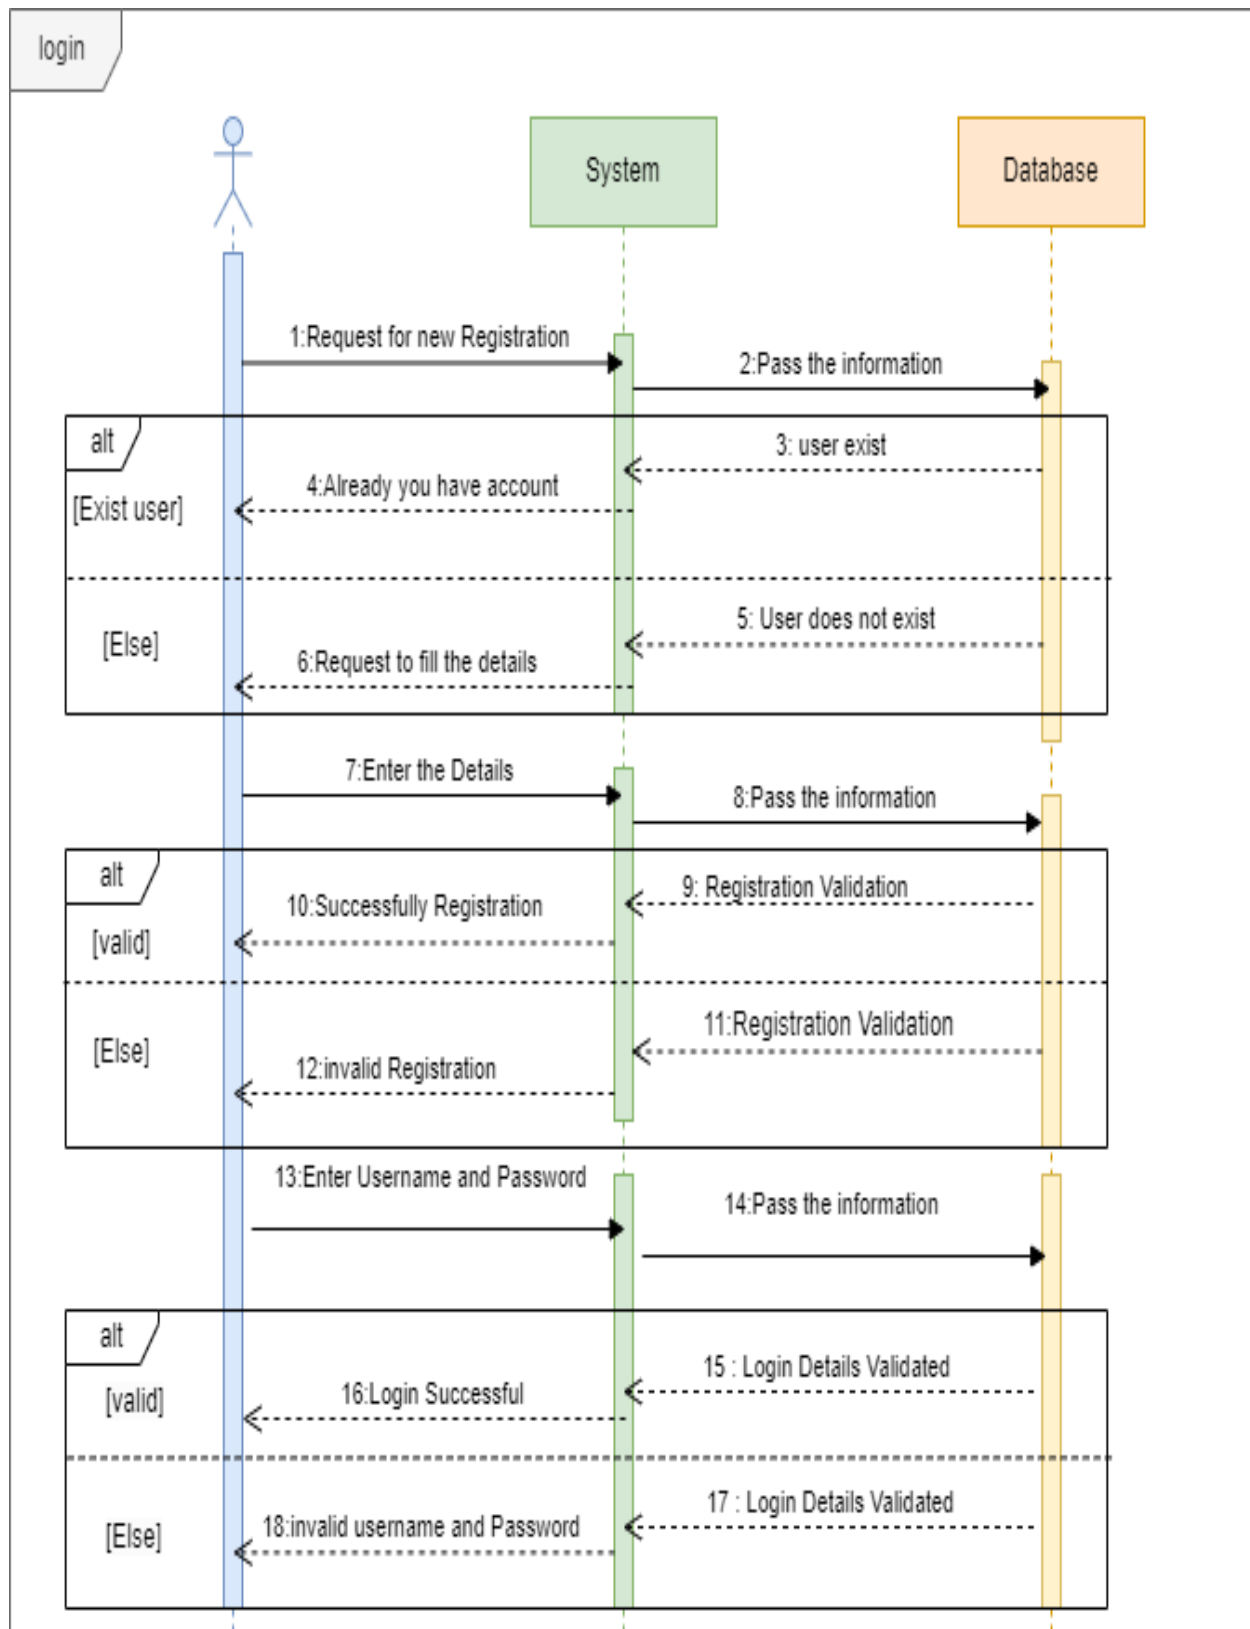 login
System
Database
1:Request for new Registration
2:Pass the information
alt
3: user exist
4:Already you have account
[Exist user]
5: User does not exist
[Else]
6:Request to fill the details
7:Enter the Details
8:Pass the information
alt
9: Registration Validation
10:Successfully Registration
[valid]
11:Registration Validation
[Else]
12:invalid Registration
13:Enter Username and Password
14:Pass the information
alt
15 : Login Details Validated
16:Login Successful
[valid]
17 : Login Details Validated
18:invalid username and Password
[Else]